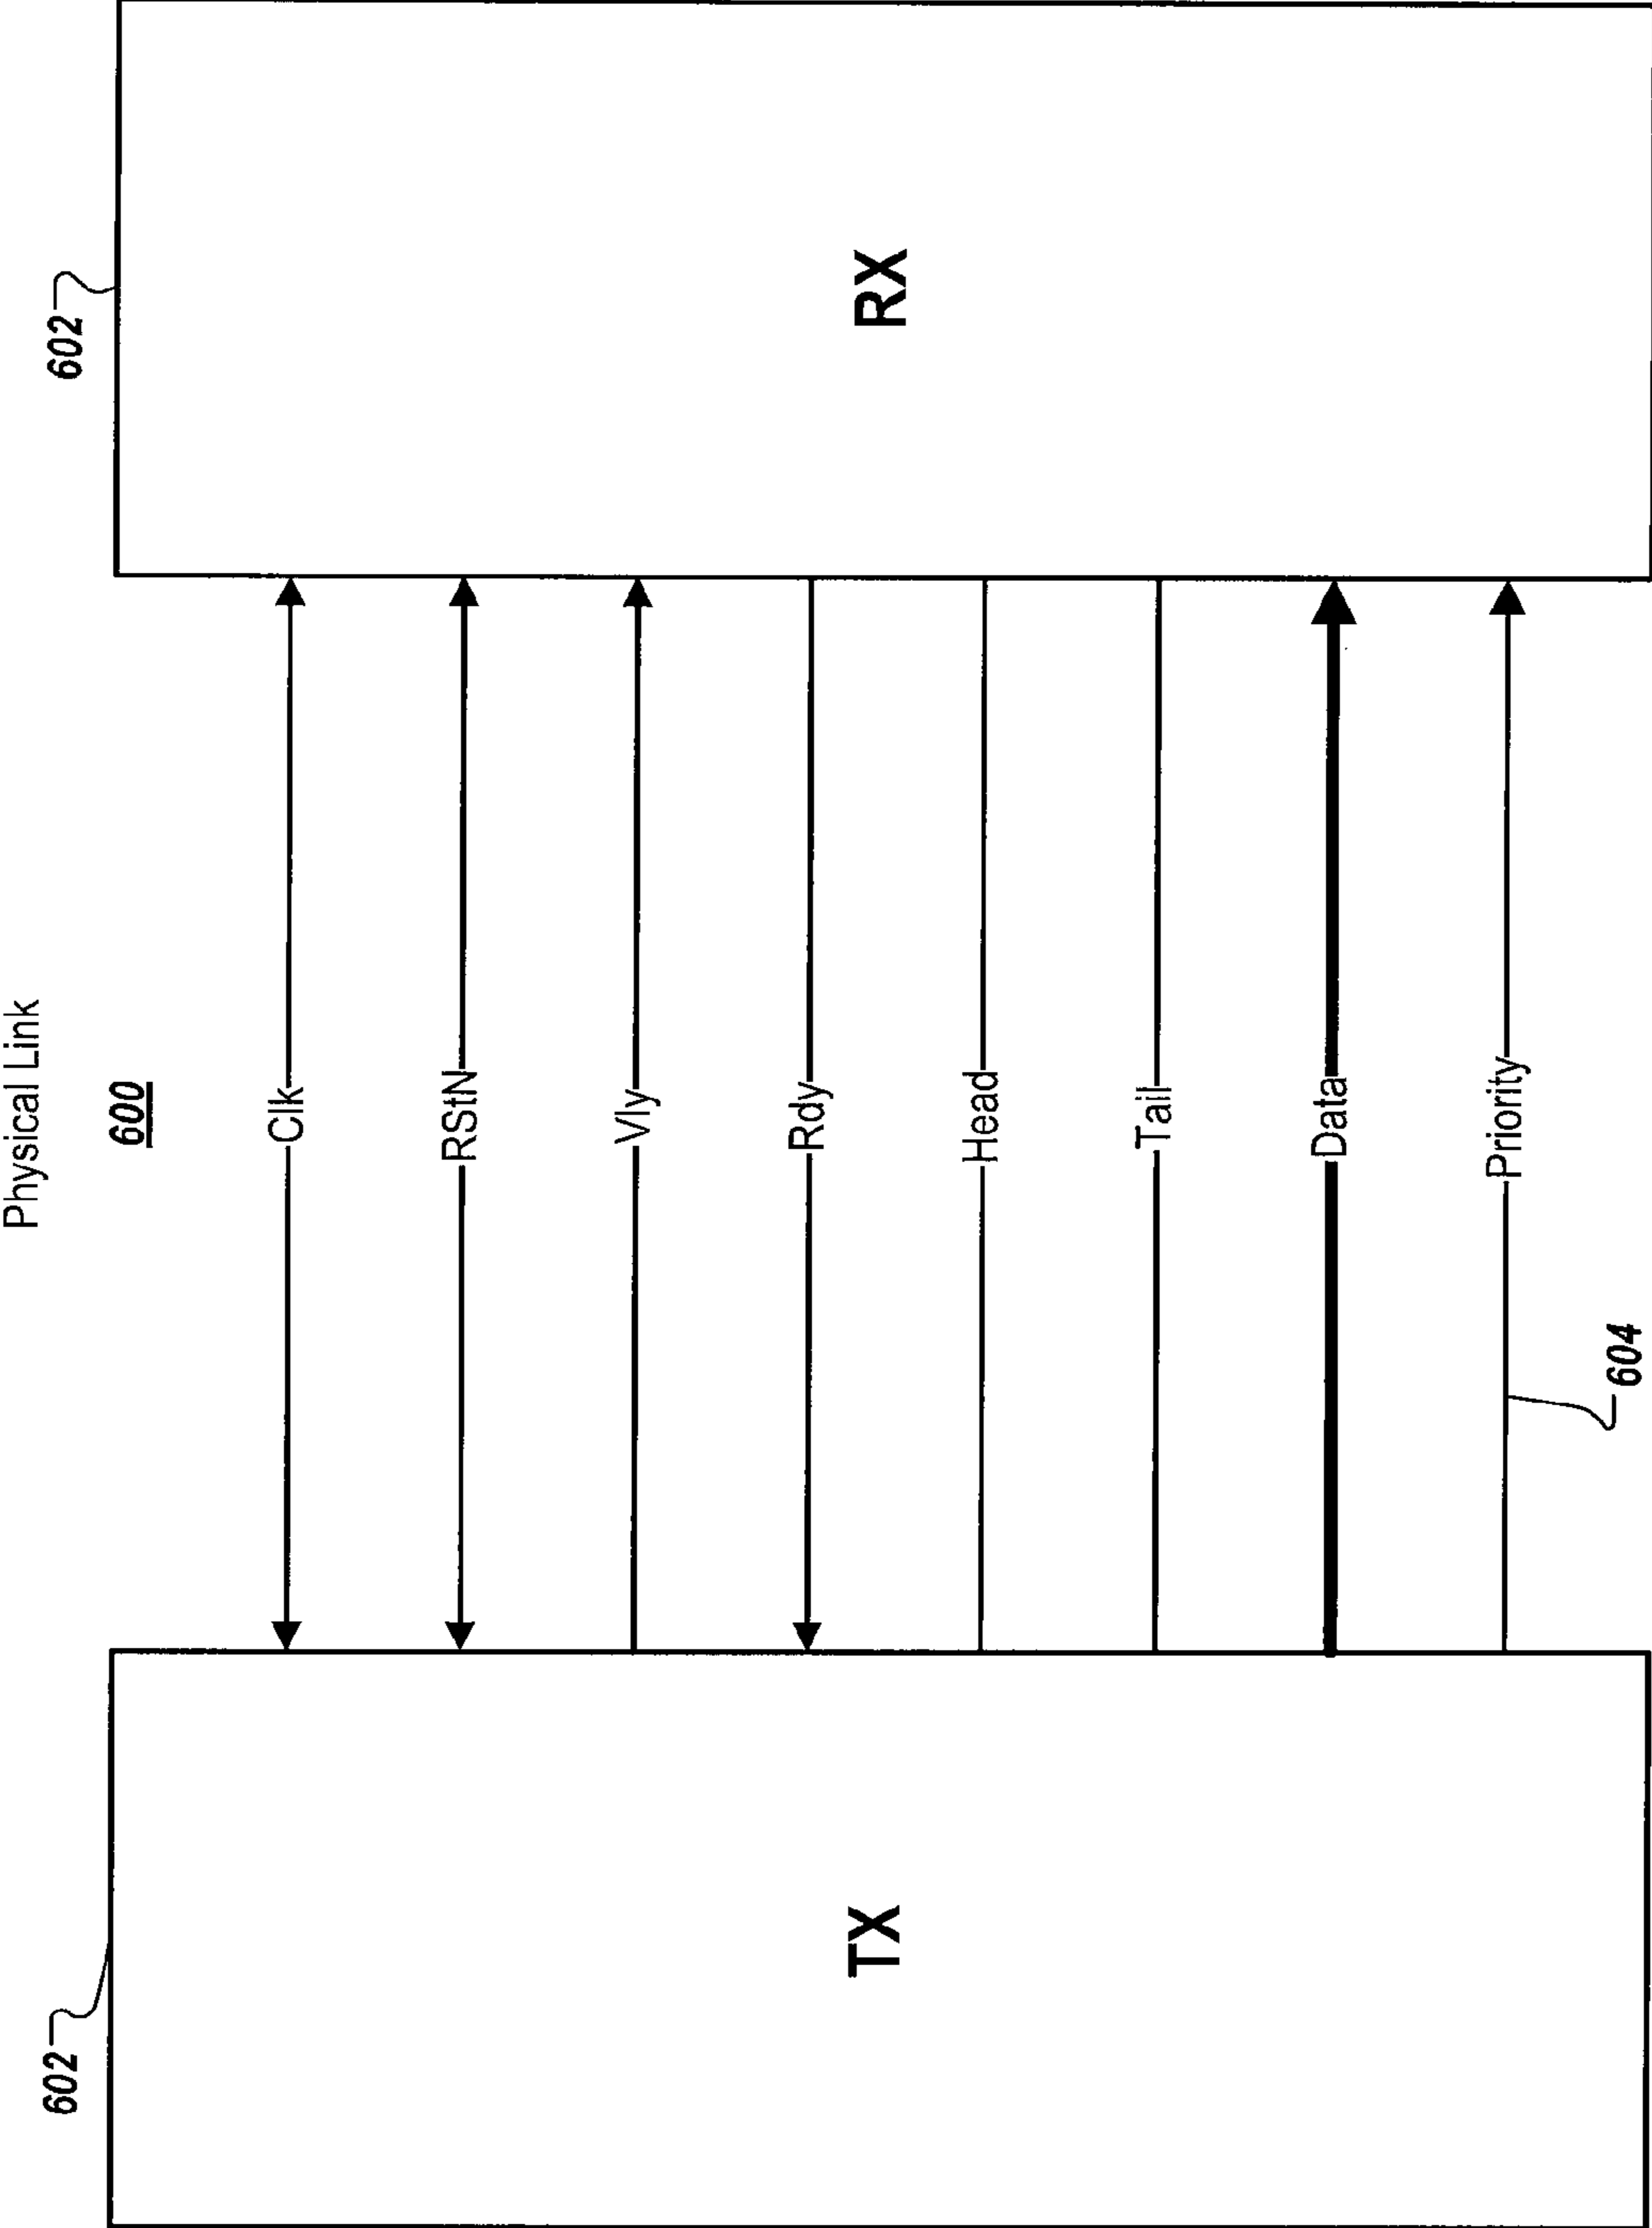 Physical Link
600
602
602
TX
RX
Clk
RStN
Vly
Rdy
Head
Tail
Data
Priority
604